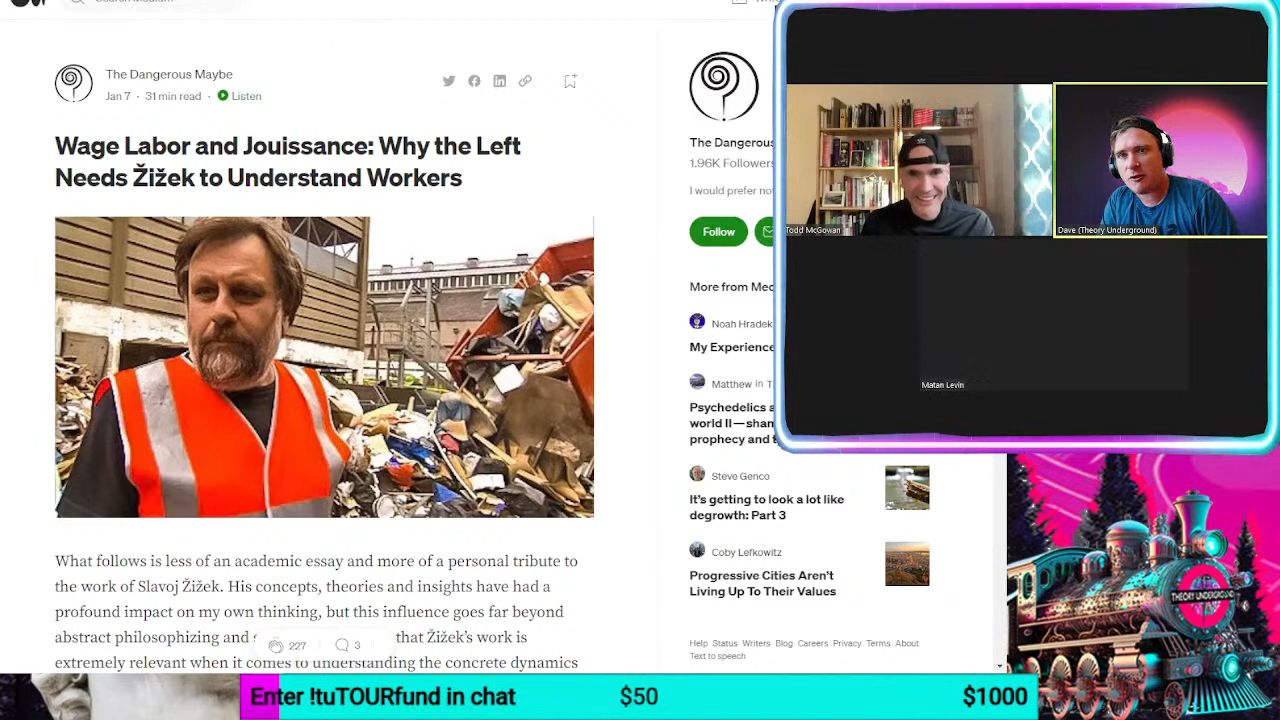 The Dangerous Maybe
Jan 7 · 31 min read · Listen
Wage Labor and Jouissance: Why the Left
Needs Žižek to Understand Workers
What follows is less of an academic essay and more of a personal tribute to
the work of Slavoj Žižek. His concepts, theories and insights have had a
profound impact on my own thinking, but this influence goes far beyond
abstract philosophizing and that Žižek's work is
extremely relevant when it comes to understanding the concrete dynamics
227
3
The Dangerous
1.96K Followers
I would prefer
Follow
More from
Noah Hradek
My Experience
Matthew in
Psychedelics
world II—
prophecy and
Steve Genco
It's getting to look a lot like
degrowth: Part 3
Coby Lefkowitz
Progressive Cities Aren't
Living Up To Their Values
Help Status Writers Blog Careers Privacy Terms About
Text to speech
Todd McGowan
Dave (Theory Underground)
Matan Levin
THEORY UNDERGROUND
Enter !tuTOURfund in chat $50 $1000